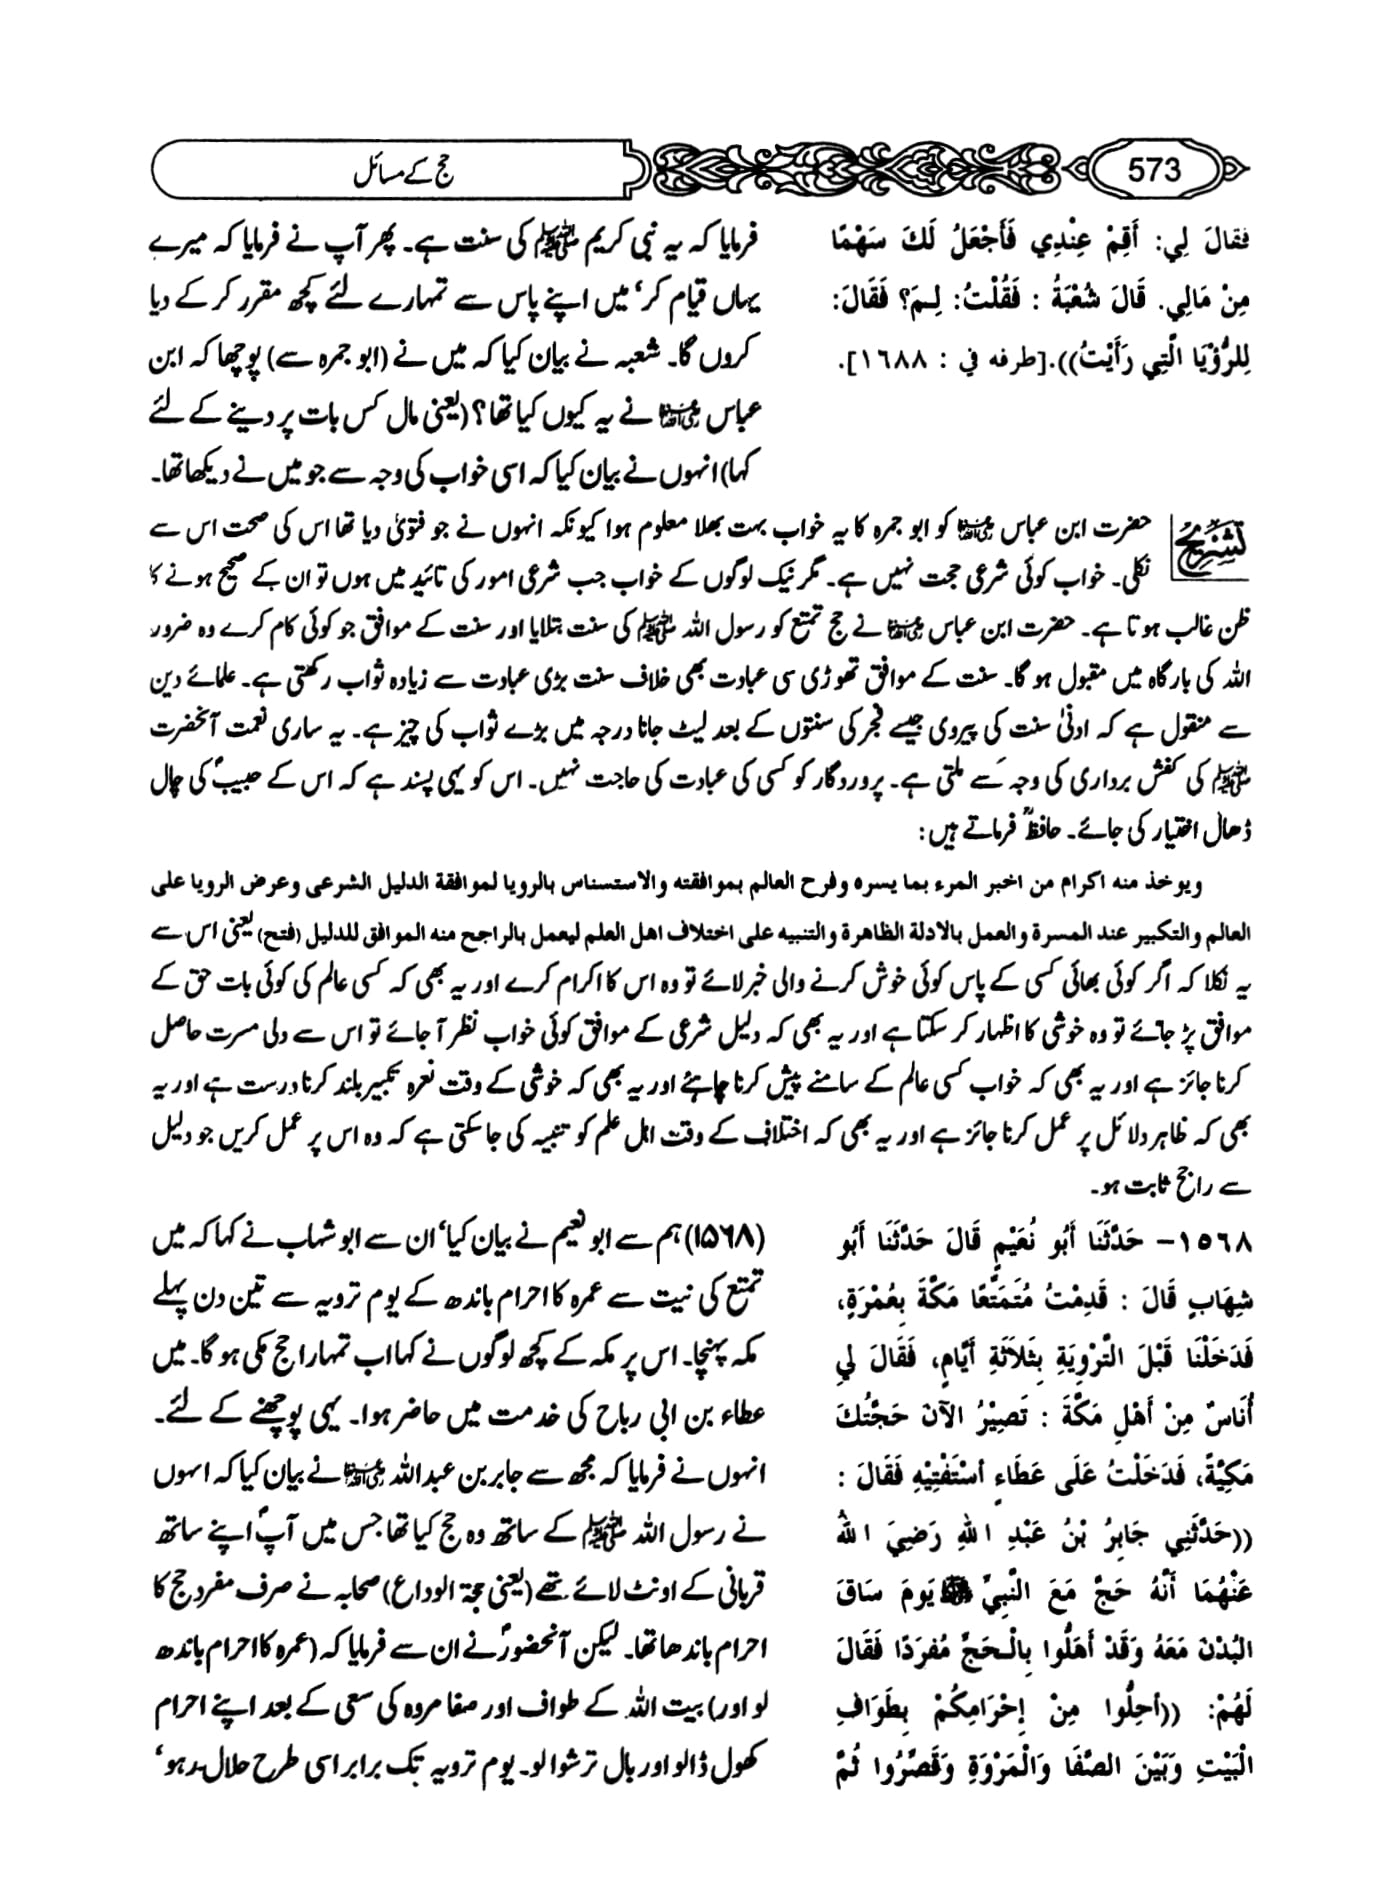 573
حج کے مسائل
فقالَ لِي: أَقِمْ عِنْدِي فَأَجْعَلُ لَكَ سَهْمًا
مِنْ مَالِي. قَالَ شُعْبَةُ : فَقُلْتُ: لِمَ؟ فَقَالَ:
لِلرُّؤْيَا الَّتِي رَأَيْتُ)).[طرفه في : ١٦٨٨].
فرمایا کہ یہ نبی کریم ﷺ کی سنت ہے۔ پھر آپ نے فرمایا کہ میرے
یہاں قیام کر‘ میں اپنے پاس سے تمہارے لئے کچھ مقرر کر کے دیا
کروں گا۔ شعبہ نے بیان کیا کہ میں نے (ابو جمرہ سے) پوچھا کہ ابن
عباس رضی اللہ عنہما نے یہ کیوں کیا تھا؟ (یعنی مال کس بات پر دینے کے لئے
کہا) انہوں نے بیان کیا کہ اسی خواب کی وجہ سے جو میں نے دیکھا تھا۔
تشریح
حضرت ابن عباس رضی اللہ عنہما کو ابو جمرہ کا یہ خواب بہت بھلا معلوم ہوا کیونکہ انہوں نے جو فتویٰ دیا تھا اس کی صحت اس سے
نکلی۔ خواب کوئی شرعی حجت نہیں ہے۔ مگر نیک لوگوں کے خواب جب شرعی امور کی تائید میں ہوں تو ان کے صحیح ہونے کا
ظن غالب ہوتا ہے۔ حضرت ابن عباس رضی اللہ عنہما نے حج تمتع کو رسول اللہ ﷺ کی سنت بتلایا اور سنت کے موافق جو کوئی کام کرے وہ ضرور
اللہ کی بارگاہ میں مقبول ہو گا۔ سنت کے موافق تھوڑی سی عبادت بھی خلاف سنت بڑی عبادت سے زیادہ ثواب رکھتی ہے۔ علمائے دین
سے منقول ہے کہ ادنیٰ سنت کی پیروی جیسے فجر کی سنتوں کے بعد لیٹ جانا درجہ میں بڑے ثواب کی چیز ہے۔ یہ ساری نعمت آنحضرت
ﷺ کی کفش برداری کی وجہ سے ملتی ہے۔ پروردگار کو کسی کی عبادت کی حاجت نہیں۔ اس کو یہی پسند ہے کہ اس کے حبیبؐ کی چال
ڈھال اختیار کی جائے۔ حافظؒ فرماتے ہیں:
ویوخذ منه اکرام من اخبر المرء بما یسره وفرح العالم بموافقته والاستسناس بالرویا لموافقة الدلیل الشرعی وعرض الرویا علی
العالم والتکبیر عند المسرة والعمل بالادلة الظاهرة والتنبیه علی اختلاف اهل العلم لیعمل بالراجح منه الموافق للدلیل (فتح) یعنی اس سے
یہ نکلا کہ اگر کوئی بھائی کسی کے پاس کوئی خوش کرنے والی خبر لائے تو وہ اس کا اکرام کرے اور یہ بھی کہ کسی عالم کی کوئی بات حق کے
موافق پڑ جائے تو وہ خوشی کا اظہار کر سکتا ہے اور یہ بھی کہ دلیل شرعی کے موافق کوئی خواب نظر آ جائے تو اس سے دلی مسرت حاصل
کرنا جائز ہے اور یہ بھی کہ خواب کسی عالم کے سامنے پیش کرنا چاہئے اور یہ بھی کہ خوشی کے وقت نعرہ تکبیر بلند کرنا درست ہے اور یہ
بھی کہ ظاہر دلائل پر عمل کرنا جائز ہے اور یہ بھی کہ اختلاف کے وقت اہل علم کو تنبیہ کی جا سکتی ہے کہ وہ اس پر عمل کریں جو دلیل
سے راجح ثابت ہو۔
١٥٦٨- حَدَّثَنَا أَبُو نُعَيْمٍ قَالَ حَدَّثَنَا أَبُو
شِهَابٍ قَالَ : قَدِمْتُ مُتَمَتِّعًا مَكَّةَ بِعُمْرَةٍ،
فَدَخَلْنَا قَبْلَ التَّرْوِيَةِ بِثَلاَثَةِ أَيَّامٍ، فَقَالَ لِي
أُنَاسٌ مِنْ أَهْلِ مَكَّةَ : تَصِيْرُ الآنَ حَجَّتُكَ
مَكِّيَّةً، فَدَخَلْتُ عَلَى عَطَاءٍ أَسْتَفْتِيْهِ فَقَالَ :
((حَدَّثَنِي جَابِرُ بْنُ عَبْدِ اللهِ رَضِيَ اللهُ
عَنْهُمَا أَنَّهُ حَجَّ مَعَ النَّبِيِّ ﷺ يَومَ سَاقَ
البُدْنَ مَعَهُ وَقَدْ أَهَلُّوا بِالْحَجِّ مُفرَدًا فَقَالَ
لَهُمْ: ((أَحِلُّوا مِنْ إِحْرَامِكُمْ بِطَوَافِ
الْبَيْتِ وَبَيْنَ الصَّفَا وَالْمَرْوَةِ وَقَصِّرُوا ثُمَّ
(۱۵۶۸) ہم سے ابو نعیم نے بیان کیا‘ ان سے ابو شہاب نے کہا کہ میں
تمتع کی نیت سے عمرہ کا احرام باندھ کے یوم ترویہ سے تین دن پہلے
مکہ پہنچا۔ اس پر مکہ کے کچھ لوگوں نے کہا اب تمہارا حج مکی ہو گا۔ میں
عطاء بن ابی رباح کی خدمت میں حاضر ہوا۔ یہی پوچھنے کے لئے۔
انہوں نے فرمایا کہ مجھ سے جابر بن عبداللہ رضی اللہ عنہما نے بیان کیا کہ انہوں
نے رسول اللہ ﷺ کے ساتھ وہ حج کیا تھا جس میں آپؐ اپنے ساتھ
قربانی کے اونٹ لائے تھے (یعنی حجۃ الوداع) صحابہ نے صرف مفرد حج کا
احرام باندھا تھا۔ لیکن آنحضورؐ نے ان سے فرمایا کہ (عمرہ کا احرام باندھ
لو اور) بیت اللہ کے طواف اور صفا مروہ کی سعی کے بعد اپنے احرام
کھول ڈالو اور بال ترشوا لو۔ یوم ترویہ تک برابر اسی طرح حلال رہو‘